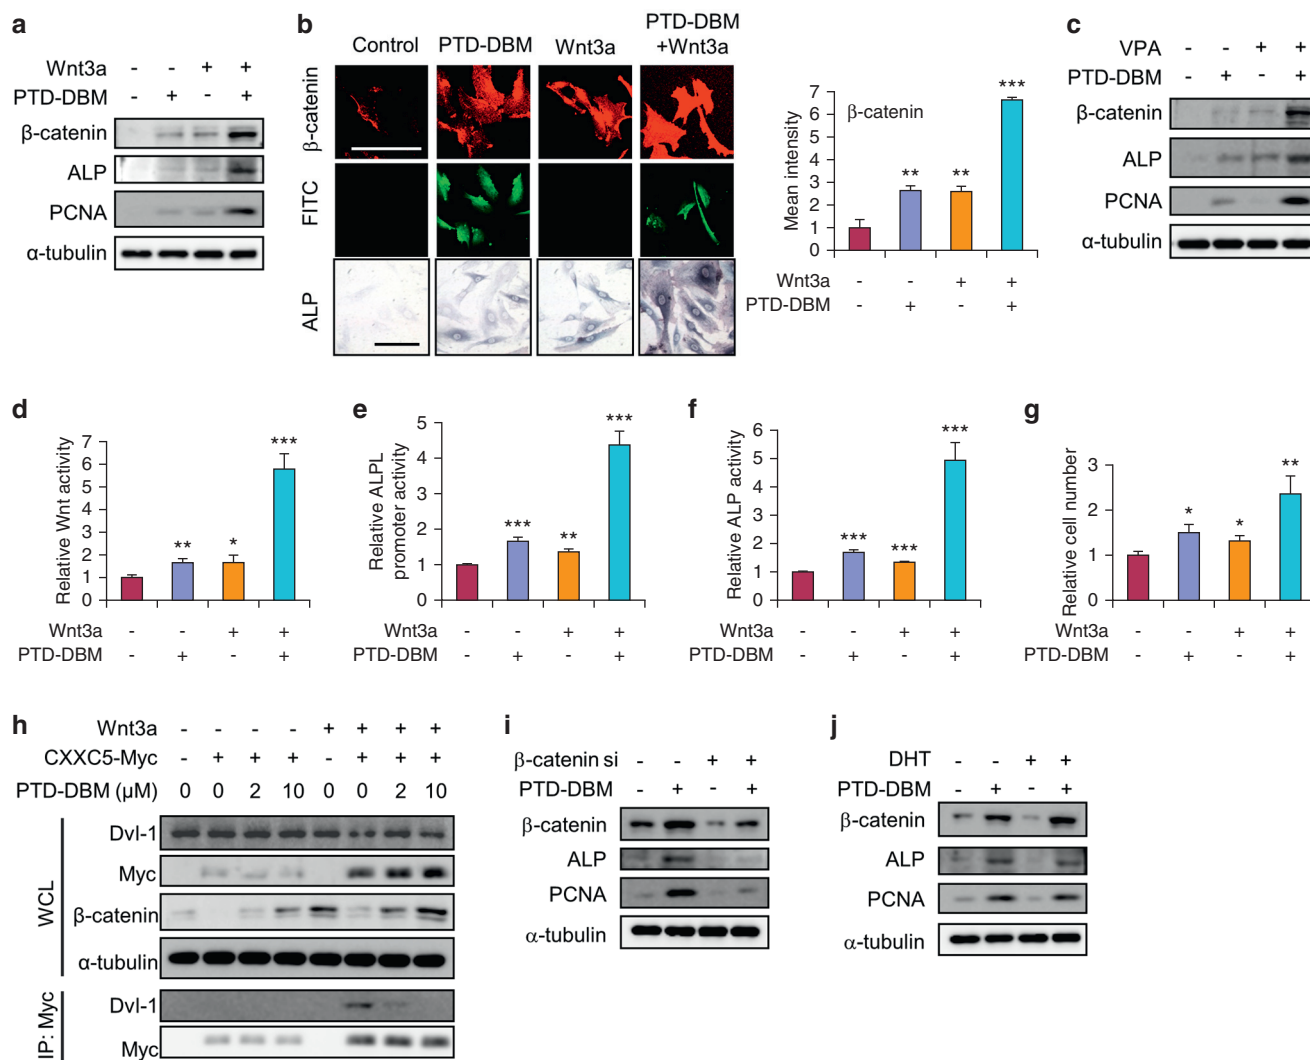 a
Wnt3a - - + +
PTD-DBM - + - +
β-catenin
ALP
PCNA
α-tubulin
b
Control PTD-DBM Wnt3a PTD-DBM
+Wnt3a
β-catenin
FITC
ALP
β-catenin
Mean intensity
7
6
5
4
3
2
1
0
** ** ***
Wnt3a - - + +
PTD-DBM - + - +
c
VPA - - + +
PTD-DBM - + - +
β-catenin
ALP
PCNA
α-tubulin
d
Relative Wnt activity
7
6
5
4
3
2
1
0
** * ***
Wnt3a - - + +
PTD-DBM - + - +
e
Relative ALPL
promoter activity
5
4
3
2
1
0
*** ** ***
Wnt3a - - + +
PTD-DBM - + - +
f
Relative ALP activity
6
5
4
3
2
1
0
*** *** ***
Wnt3a - - + +
PTD-DBM - + - +
g
Relative cell number
3
2
1
0
* * **
Wnt3a - - + +
PTD-DBM - + - +
h
Wnt3a - - - - + + + +
CXXC5-Myc - + + + - + + +
PTD-DBM (μM) 0 0 2 10 0 0 2 10
WCL
Dvl-1
Myc
β-catenin
α-tubulin
IP: Myc
Dvl-1
Myc
i
β-catenin si - - + +
PTD-DBM - + - +
β-catenin
ALP
PCNA
α-tubulin
j
DHT - - + +
PTD-DBM - + - +
β-catenin
ALP
PCNA
α-tubulin